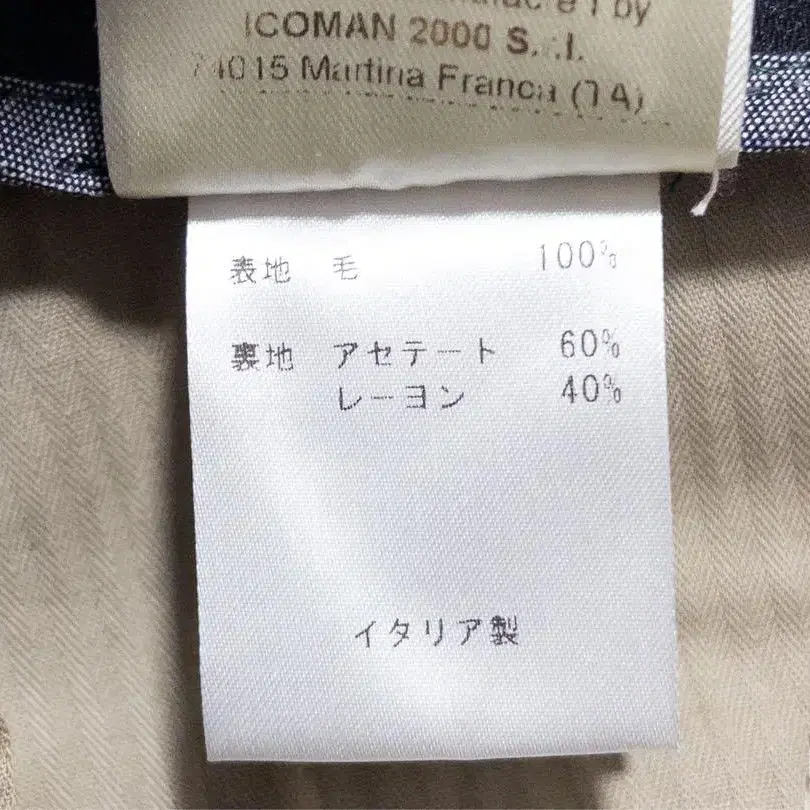 by
ICOMAN 2000 S.r.l.
74015 Martina Franca (TA)
表地 毛 100%
裏地 アセテート 60%
レーヨン 40%
イタリア製